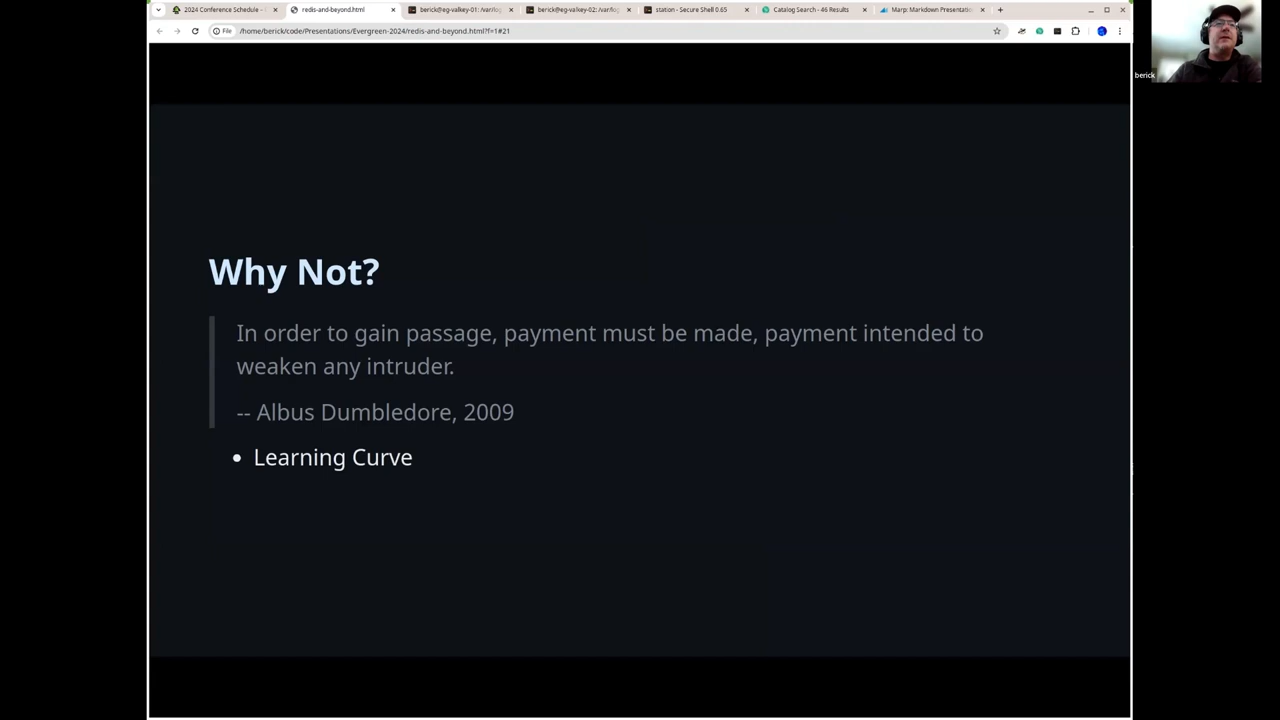 2024 Conference Schedule -
redis-and-beyond.html
berick@eg-valkey-01: /var/log
berick@eg-valkey-02: /var/log
station - Secure Shell 0.65
Catalog Search - 46 Results
Marp: Markdown Presentatio
File
/home/berick/code/Presentations/Evergreen-2024/redis-and-beyond.html?f=1#21
berick
Why Not?
In order to gain passage, payment must be made, payment intended to
weaken any intruder.
-- Albus Dumbledore, 2009
• Learning Curve